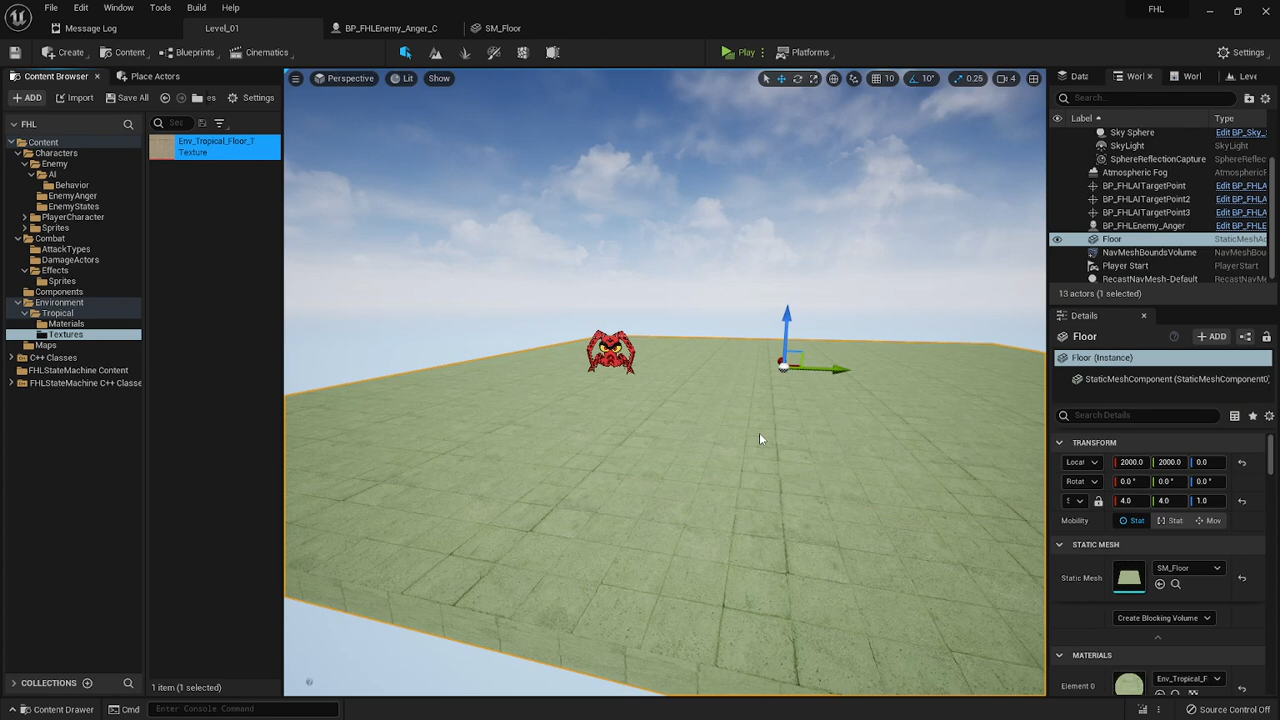 File Edit Window Tools Build Select Actor Help
FHL
Message Log
Level_01
BP_FHLEnemy_Anger_C
SM_Floor
Create Content Blueprints Cinematics Play Platforms Settings
Content Browser
Place Actors
Perspective Lit Show 10 10° 0.25 4
Data Worl Worl Leve
ADD Import Save All es Settings
Search...
FHL
Sea
Label Type
Content
Characters
Enemy
AI
Behavior
EnemyAnger
EnemyStates
PlayerCharacter
Sprites
Combat
AttackTypes
DamageActors
Effects
Sprites
Components
Environment
Tropical
Materials
Textures
Maps
C++ Classes
FHLStateMachine Content
FHLStateMachine C++ Classe
COLLECTIONS
Env_Tropical_Floor_T
Texture
1 item (1 selected)
Sky Sphere Edit BP_Sky_
SkyLight SkyLight
SphereReflectionCapture SphereReflec
Atmospheric Fog Atmospheric
BP_FHLAITargetPoint Edit BP_FHLA
BP_FHLAITargetPoint2 Edit BP_FHLA
BP_FHLAITargetPoint3 Edit BP_FHLA
BP_FHLEnemy_Anger Edit BP_FHLE
Floor StaticMeshA
NavMeshBoundsVolume NavMeshBou
Player Start PlayerStart
RecastNavMesh-Default RecastNavMe
13 actors (1 selected)
Details
Floor ADD
Floor (Instance)
StaticMeshComponent (StaticMeshComponent0)
Search Details
TRANSFORM
Locat 2000.0 2000.0 0.0
Rotat 0.0 ° 0.0 ° 0.0 °
S 4.0 4.0 1.0
Mobility Stat Stat Mov
STATIC MESH
Static Mesh SM_Floor
Create Blocking Volume
MATERIALS
Element 0 Env_Tropical_F
Content Drawer Cmd Enter Console Command Source Control Off